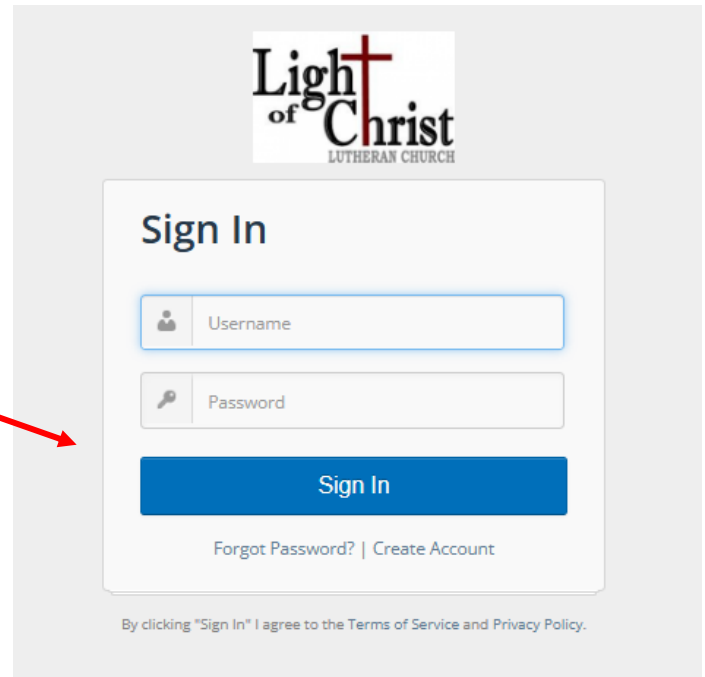 Light
of Christ
LUTHERAN CHURCH
Sign In
Username
Password
Sign In
Forgot Password? | Create Account
By clicking "Sign In" I agree to the Terms of Service and Privacy Policy.